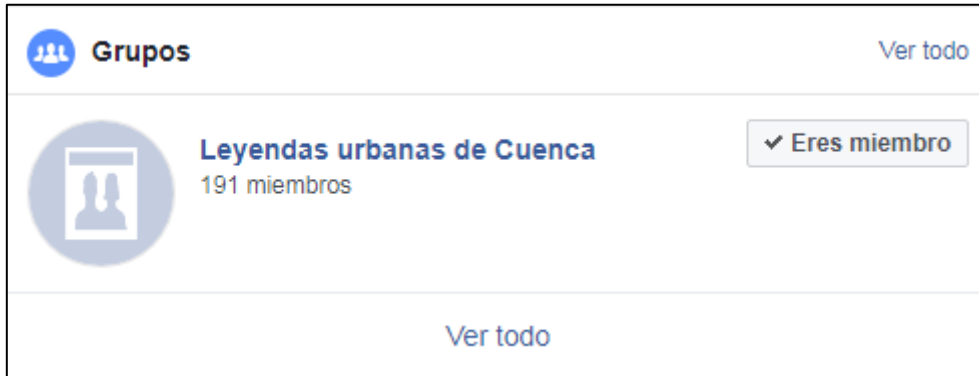 Grupos
Ver todo
Leyendas urbanas de Cuenca
Eres miembro
191 miembros
Ver todo